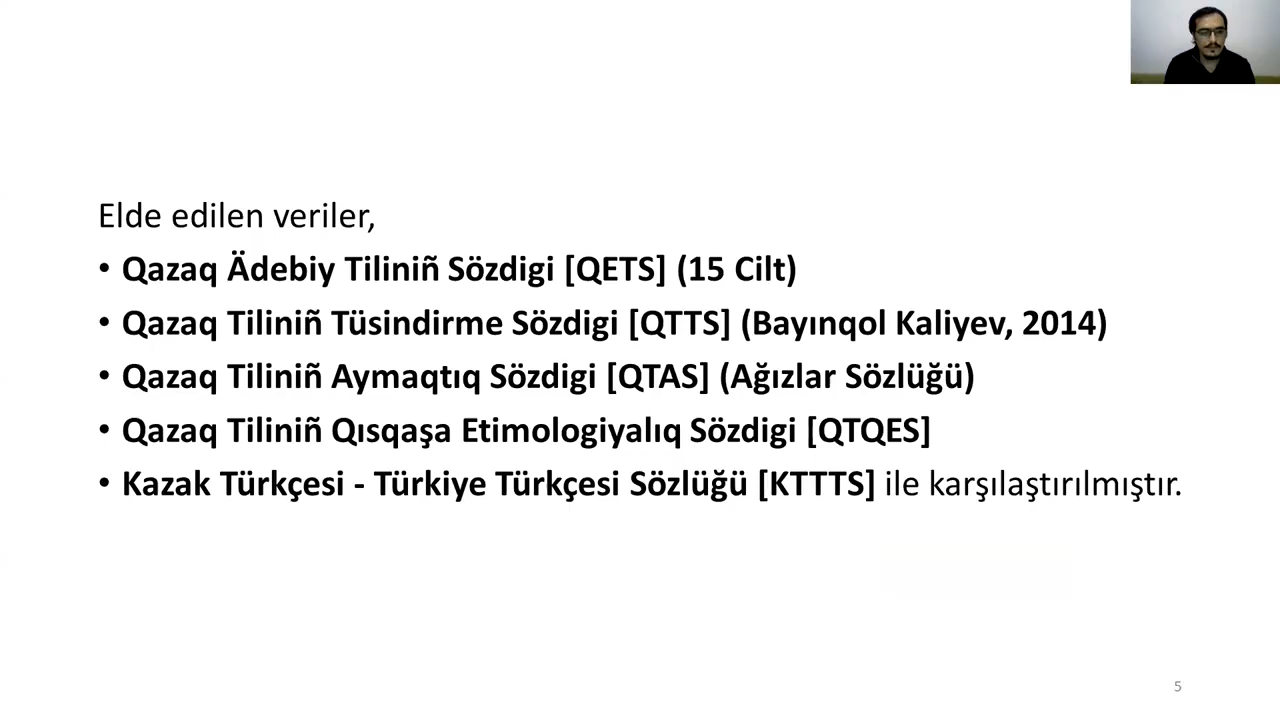 Elde edilen veriler,
• Qazaq Ädebiy Tiliniñ Sözdigi [QETS] (15 Cilt)
• Qazaq Tiliniñ Tüsindirme Sözdigi [QTTS] (Bayınqol Kaliyev, 2014)
• Qazaq Tiliniñ Aymaqtıq Sözdigi [QTAS] (Ağızlar Sözlüğü)
• Qazaq Tiliniñ Qısqaşa Etimologiyalıq Sözdigi [QTQES]
• Kazak Türkçesi - Türkiye Türkçesi Sözlüğü [KTTTS] ile karşılaştırılmıştır.
5